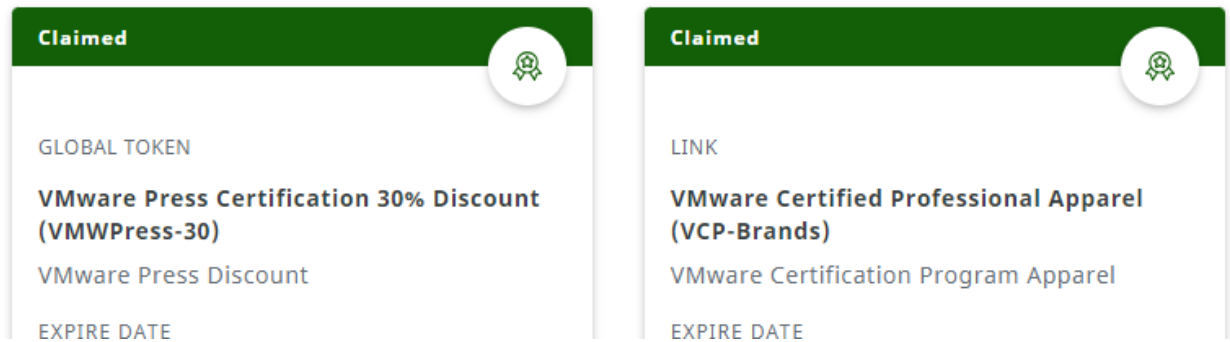 Claimed
GLOBAL TOKEN
VMware Press Certification 30% Discount
(VMWPress-30)
VMware Press Discount
EXPIRE DATE
Claimed
LINK
VMware Certified Professional Apparel
(VCP-Brands)
VMware Certification Program Apparel
EXPIRE DATE